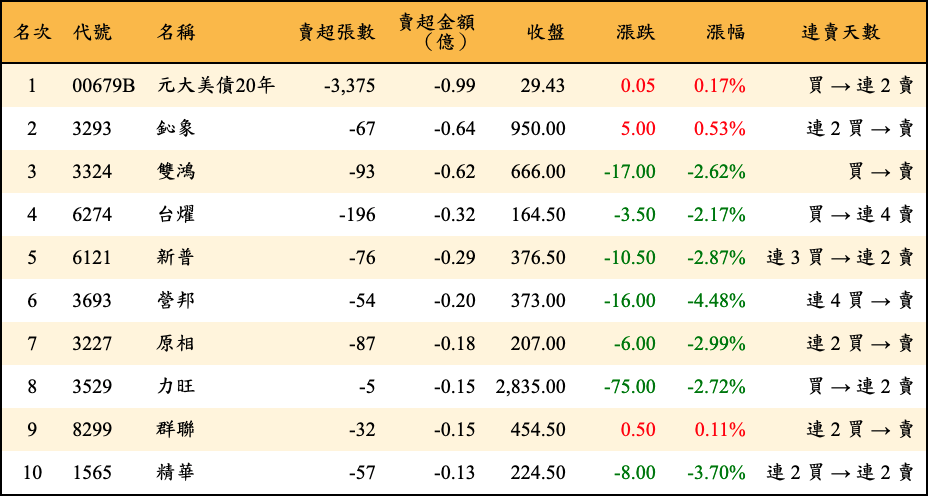 名次 代號 名稱 賣超張數 賣超金額（億） 收盤 漲跌 漲幅 連賣天數
1 00679B 元大美債20年 -3,375 -0.99 29.43 0.05 0.17% 買 → 連 2 賣
2 3293 鈊象 -67 -0.64 950.00 5.00 0.53% 連 2 買 → 賣
3 3324 雙鴻 -93 -0.62 666.00 -17.00 -2.62% 買 → 賣
4 6274 台燿 -196 -0.32 164.50 -3.50 -2.17% 買 → 連 4 賣
5 6121 新普 -76 -0.29 376.50 -10.50 -2.87% 連 3 買 → 連 2 賣
6 3693 營邦 -54 -0.20 373.00 -16.00 -4.48% 連 4 買 → 賣
7 3227 原相 -87 -0.18 207.00 -6.00 -2.99% 連 2 買 → 賣
8 3529 力旺 -5 -0.15 2,835.00 -75.00 -2.72% 買 → 連 2 賣
9 8299 群聯 -32 -0.15 454.50 0.50 0.11% 連 2 買 → 賣
10 1565 精華 -57 -0.13 224.50 -8.00 -3.70% 連 2 買 → 連 2 賣